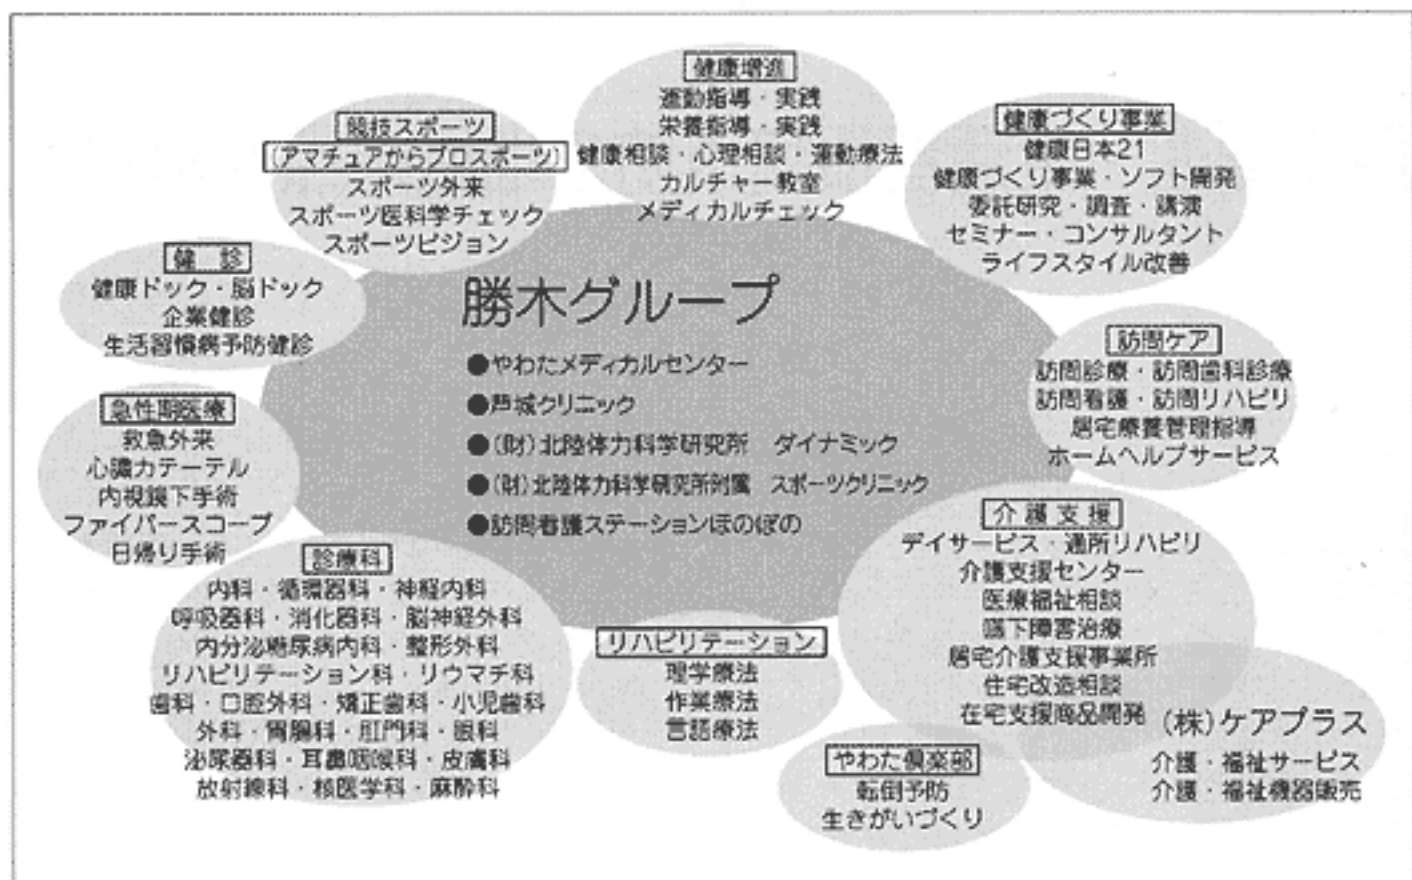 健康増進
運動指導・実践
栄養指導・実践
健康相談・心理相談・運動療法
カルチャー教室
メディカルチェック
競技スポーツ
(アマチュアからプロスポーツ)
スポーツ外来
スポーツ医科学チェック
スポーツビジョン
健康づくり事業
健康日本21
健康づくり事業・ソフト開発
委託研究・調査・講演
セミナー・コンサルタント
ライフスタイル改善
健 診
健康ドック・脳ドック
企業健診
生活習慣病予防健診
勝木グループ
●やわたメディカルセンター
●芦城クリニック
●(財)北陸体力科学研究所 ダイナミック
●(財)北陸体力科学研究所附属 スポーツクリニック
●訪問看護ステーションほのぼの
訪問ケア
訪問診療・訪問歯科診療
訪問看護・訪問リハビリ
居宅療養管理指導
ホームヘルプサービス
急性期医療
救急外来
心臓カテーテル
内視鏡下手術
ファイバースコープ
日帰り手術
介護支援
デイサービス・通所リハビリ
介護支援センター
医療福祉相談
嚥下障害治療
居宅介護支援事業所
住宅改造相談
在宅支援商品開発
診療科
内科・循環器科・神経内科
呼吸器科・消化器科・脳神経外科
内分泌糖尿病内科・整形外科
リハビリテーション科・リウマチ科
歯科・口腔外科・矯正歯科・小児歯科
外科・胃腸科・肛門科・眼科
泌尿器科・耳鼻咽喉科・皮膚科
放射線科・核医学科・麻酔科
リハビリテーション
理学療法
作業療法
言語療法
やわた倶楽部
転倒予防
生きがいづくり
(株)ケアプラス
介護・福祉サービス
介護・福祉機器販売